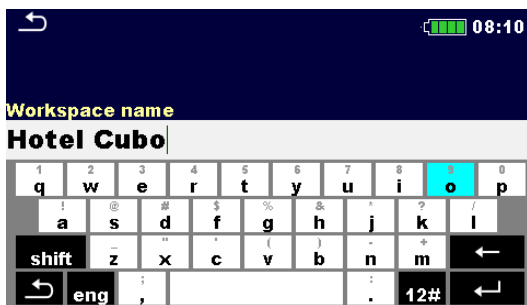 08:10
Workspace name
Hotel Cubo
1 2 3 4 5 6 7 8 9 0
q w e r t y u i o p
! @ # $ % & * ? /
a s d f g h j k l
_ " ' ( ) - +
shift z x c v b n m
; :
eng , . 12#